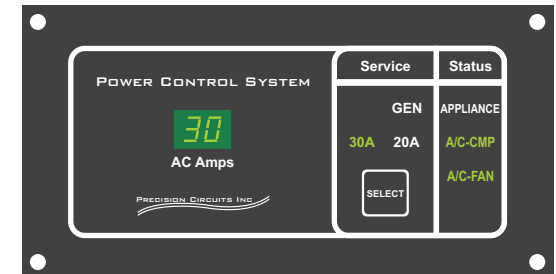 POWER CONTROL SYSTEM
30
AC Amps
PRECISION CIRCUITS INC
Service
GEN
30A 20A
SELECT
Status
APPLIANCE
A/C-CMP
A/C-FAN